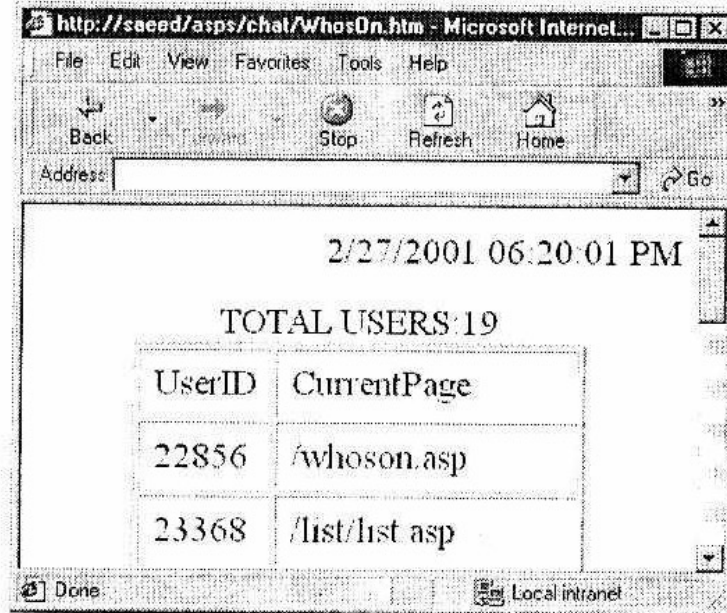 http://saeed/asps/chat/WhosOn.htm - Microsoft Internet...
File Edit View Favorites Tools Help
Back Forward Stop Refresh Home
Address Go
2/27/2001 06:20:01 PM
TOTAL USERS:19
UserID CurrentPage
22856 /whoson.asp
23368 /list/list.asp
Done Local intranet